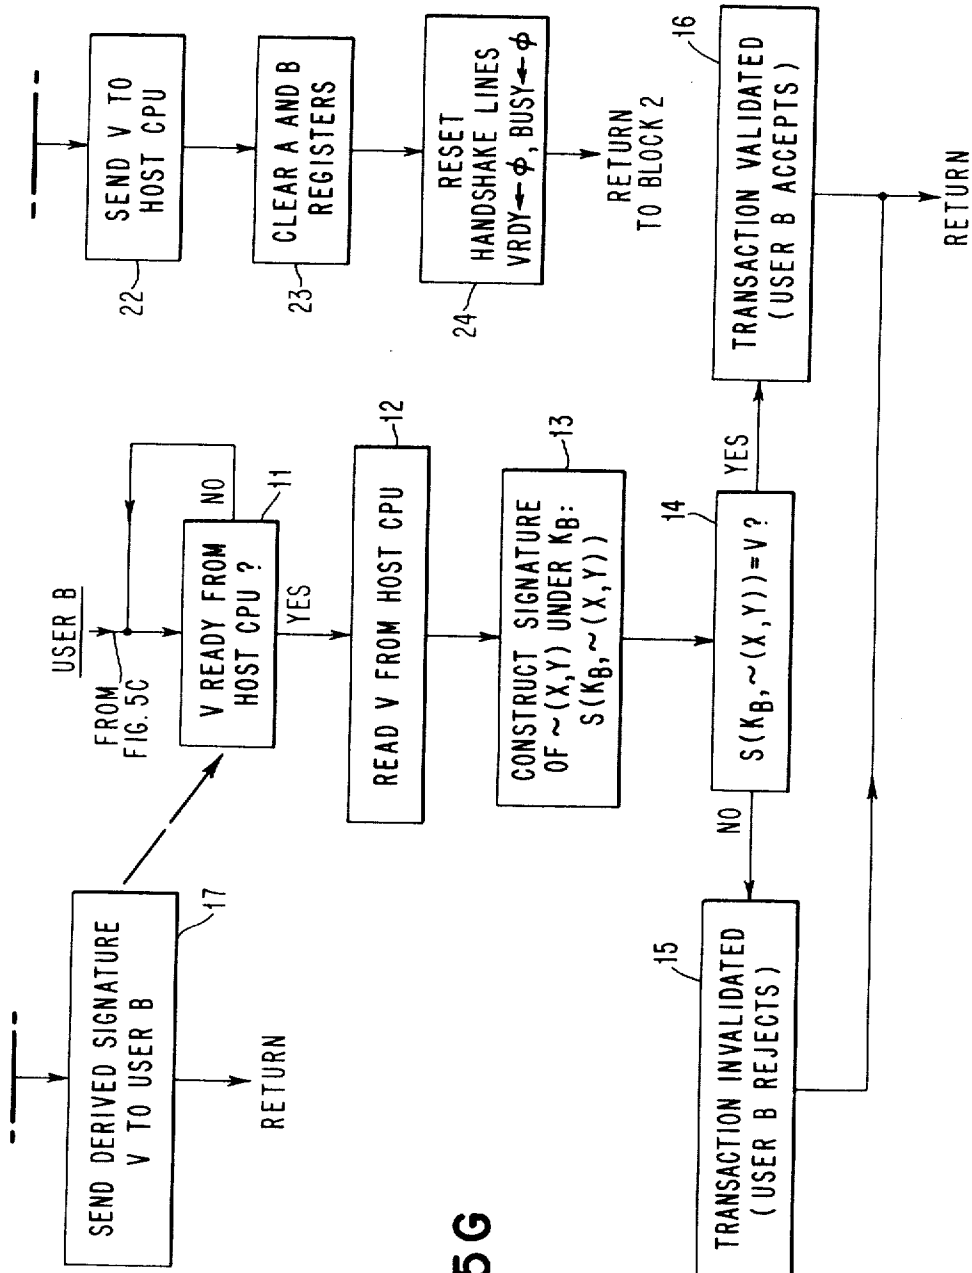 SEND DERIVED SIGNATURE
V TO USER B
17
RETURN
USER B
FROM
FIG. 5C
V READY FROM
HOST CPU ?
11
NO
YES
READ V FROM HOST CPU
12
CONSTRUCT SIGNATURE
OF ~(X,Y) UNDER KB:
S(KB, ~(X,Y))
13
S(KB, ~(X,Y))=V ?
14
NO
YES
TRANSACTION INVALIDATED
(USER B REJECTS)
15
TRANSACTION VALIDATED
(USER B ACCEPTS)
16
RETURN
SEND V TO
HOST CPU
22
CLEAR A AND B
REGISTERS
23
RESET
HANDSHAKE LINES
VRDY←ϕ, BUSY←ϕ
24
RETURN
TO BLOCK 2
5G